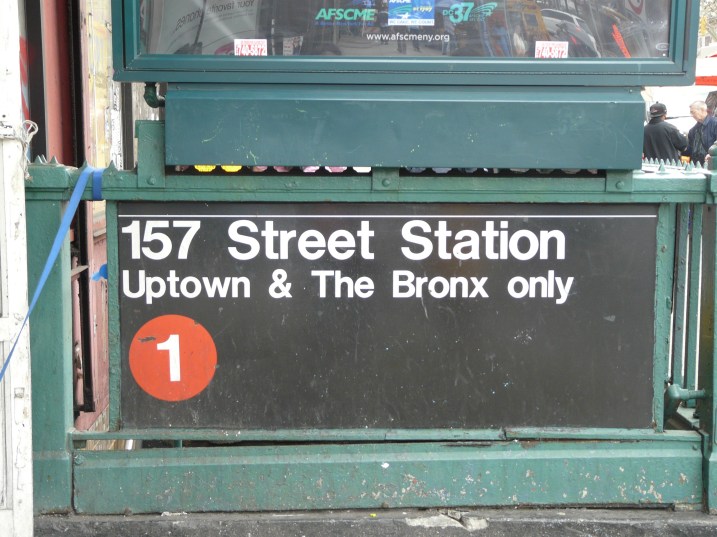 AFSCME
37
www.afscmeny.org
157 Street Station
Uptown & The Bronx only
1